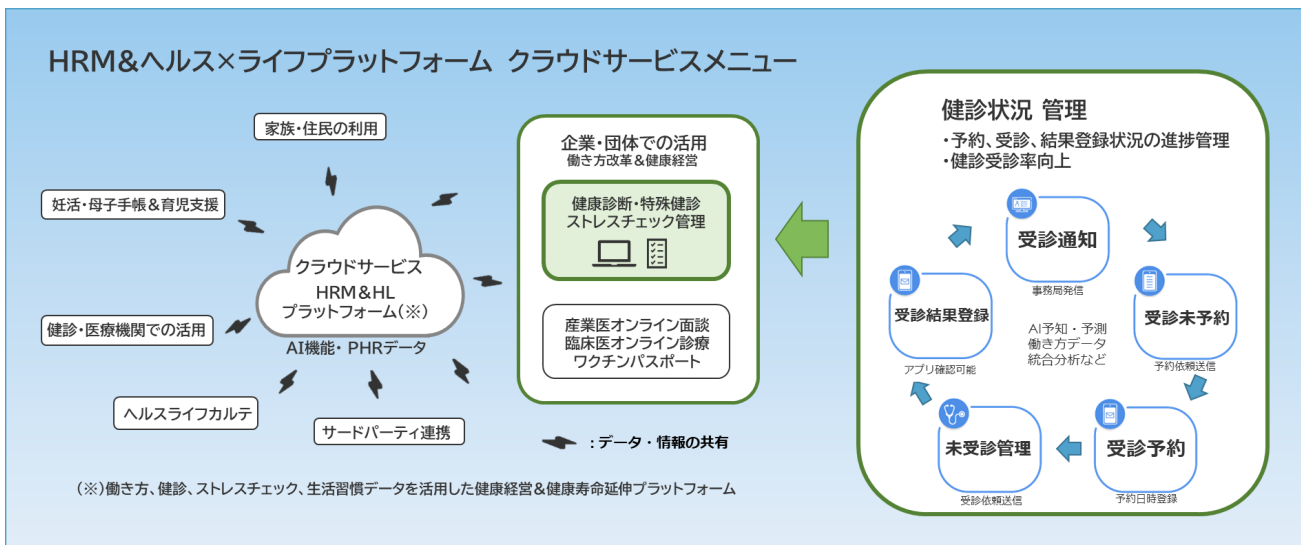 HRM&ヘルス×ライフプラットフォーム クラウドサービスメニュー
家族・住民の利用
妊活・母子手帳&育児支援
健診・医療機関での活用
ヘルスライフカルテ
サードパーティ連携
クラウドサービス
HRM&HL
プラットフォーム(※)
AI機能・PHRデータ
企業・団体での活用
働き方改革&健康経営
健康診断・特殊健診
ストレスチェック管理
産業医オンライン面談
臨床医オンライン診療
ワクチンパスポート
:データ・情報の共有
(※)働き方、健診、ストレスチェック、生活習慣データを活用した健康経営&健康寿命延伸プラットフォーム
健診状況 管理
・予約、受診、結果登録状況の進捗管理
・健診受診率向上
受診通知
事務局発信
受診未予約
予約依頼送信
受診予約
予約日時登録
未受診管理
受診依頼送信
受診結果登録
アプリ確認可能
AI予知・予測
働き方データ
統合分析など